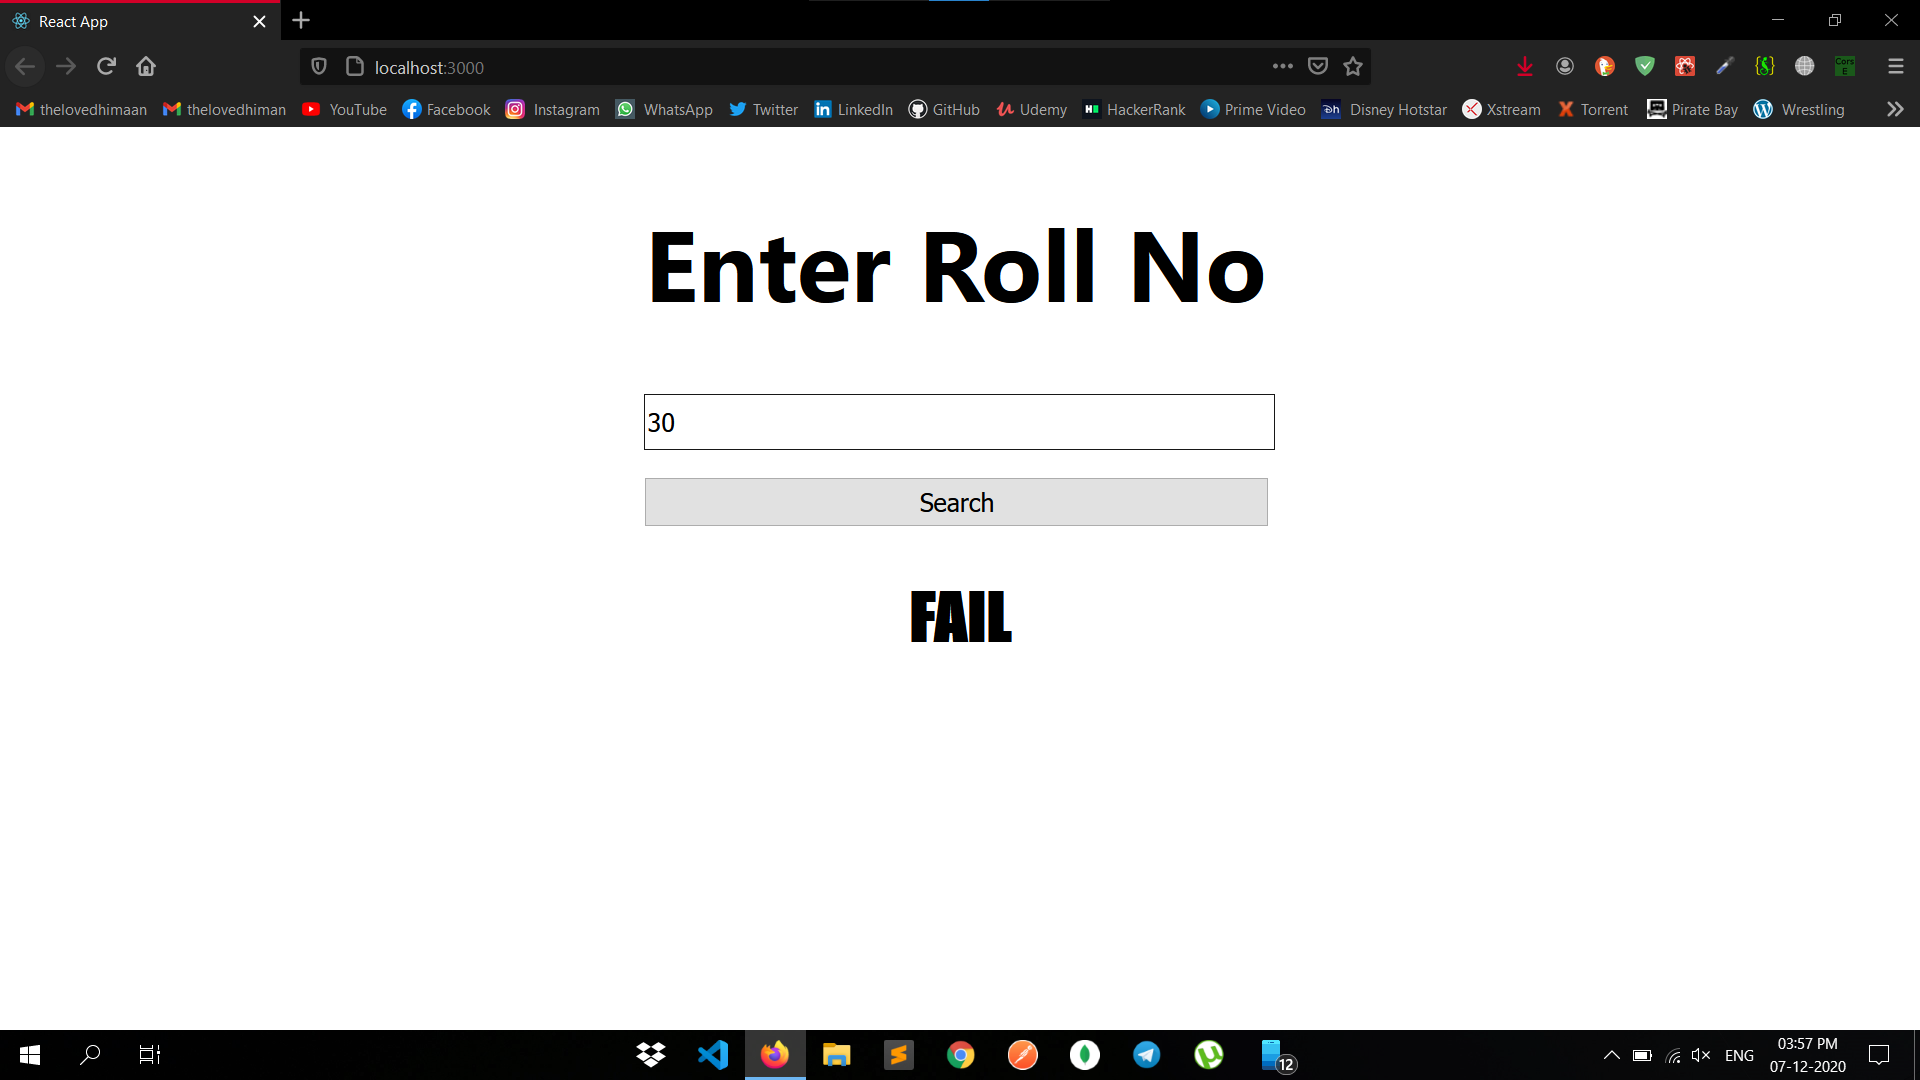 React App
localhost:3000
Cors
E
thelovedhimaan thelovedhiman YouTube Facebook Instagram WhatsApp Twitter LinkedIn GitHub Udemy HackerRank Prime Video Disney Hotstar Xstream Torrent Pirate Bay Wrestling
Enter Roll No
30
Search
FAIL
12
ENG
03:57 PM
07-12-2020